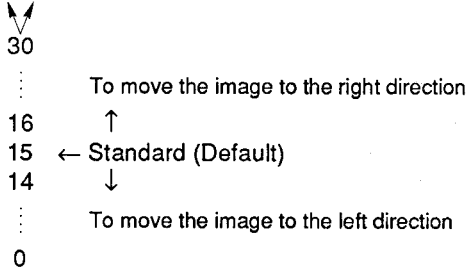 30
⋮ To move the image to the right direction
16 ↑
15 ← Standard (Default)
14 ↓
⋮ To move the image to the left direction
0